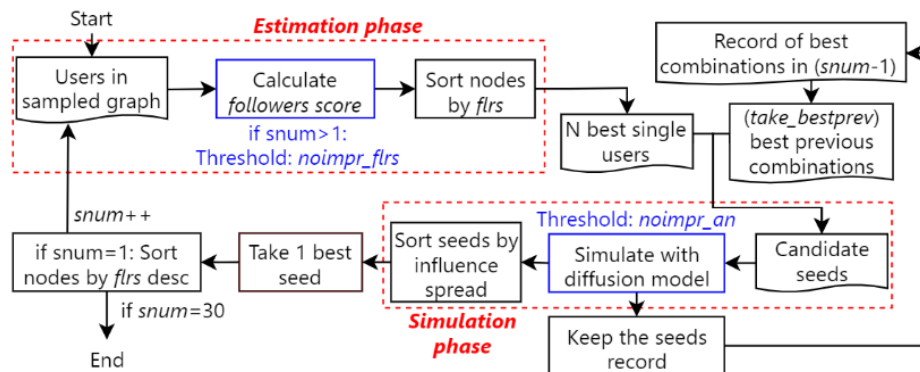 Start
Estimation phase
Users in
sampled graph
Calculate
followers score
if snum>1:
Threshold: noimpr_flrs
Sort nodes
by flrs
N best single
users
Record of best
combinations in (snum-1)
(take_bestprev)
best previous
combinations
snum++
if snum=1: Sort
nodes by flrs desc
if snum=30
End
Take 1 best
seed
Sort seeds by
influence
spread
Threshold: noimpr_an
Simulate with
diffusion model
Candidate
seeds
Simulation
phase
Keep the seeds
record